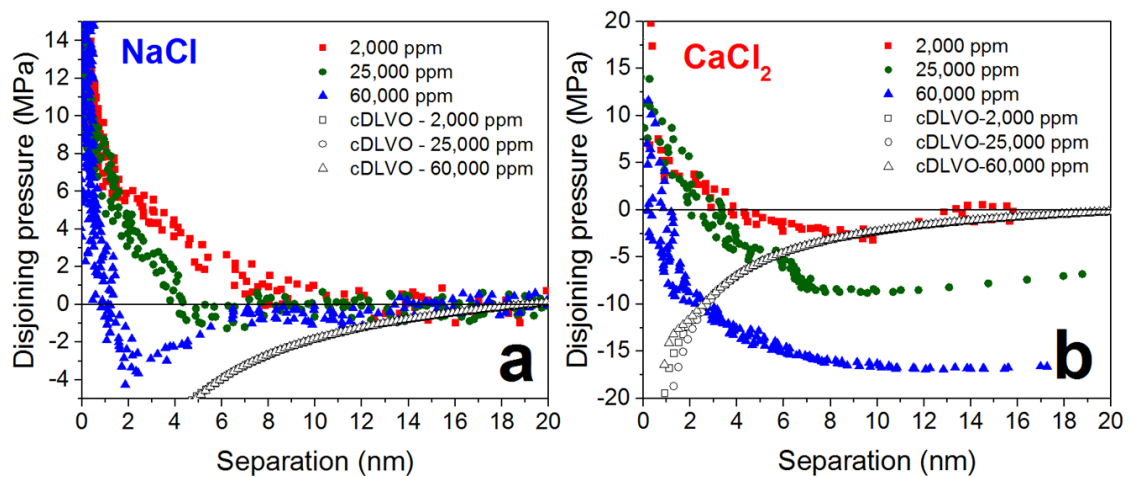 NaCl
2,000 ppm
25,000 ppm
60,000 ppm
cDLVO - 2,000 ppm
cDLVO - 25,000 ppm
cDLVO - 60,000 ppm
14
12
10
8
6
4
2
0
-2
-4
Disjoining pressure (MPa)
0 2 4 6 8 10 12 14 16 18 20
Separation (nm)
a
CaCl2
2,000 ppm
25,000 ppm
60,000 ppm
cDLVO-2,000 ppm
cDLVO-25,000 ppm
cDLVO-60,000 ppm
20
15
10
5
0
-5
-10
-15
-20
Disjoining pressure (MPa)
0 2 4 6 8 10 12 14 16 18 20
Separation (nm)
b